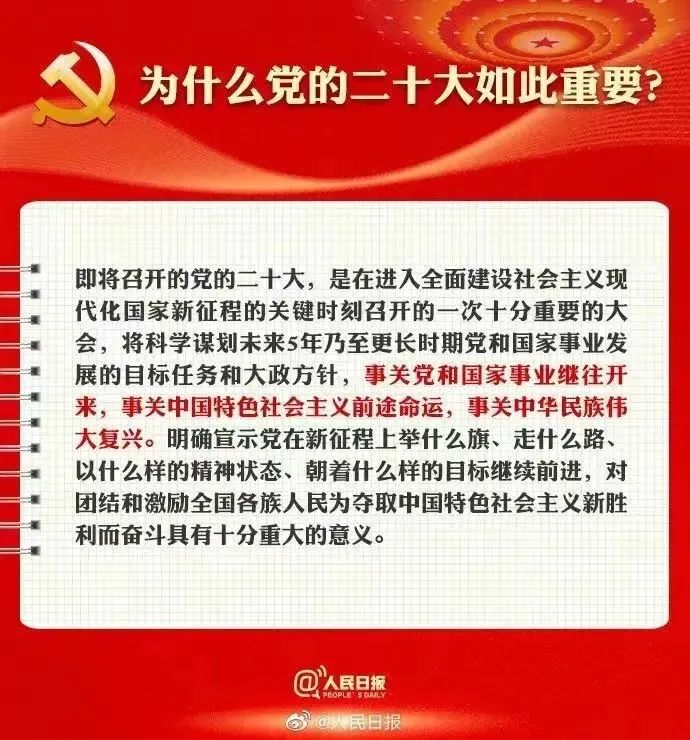 为什么党的二十大如此重要?
即将召开的党的二十大，是在进入全面建设社会主义现
代化国家新征程的关键时刻召开的一次十分重要的大
会，将科学谋划未来5年乃至更长时期党和国家事业发
展的目标任务和大政方针，事关党和国家事业继往开
来，事关中国特色社会主义前途命运，事关中华民族伟
大复兴。明确宣示党在新征程上举什么旗、走什么路、
以什么样的精神状态、朝着什么样的目标继续前进，对
团结和激励全国各族人民为夺取中国特色社会主义新胜
利而奋斗具有十分重大的意义。
@人民日报
PEOPLE'S DAILY
@人民日报